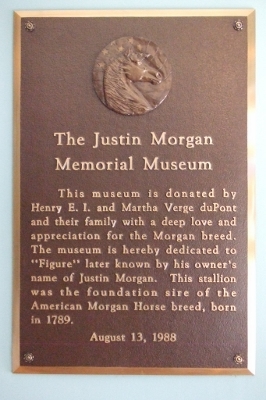 The Justin Morgan
Memorial Museum
This museum is donated by
Henry E. I. and Martha Verge duPont
and their family with a deep love and
appreciation for the Morgan breed.
The museum is hereby dedicated to
"Figure" later known by his owner's
name of Justin Morgan. This stallion
was the foundation sire of the
American Morgan Horse breed, born
in 1789.
August 13, 1988